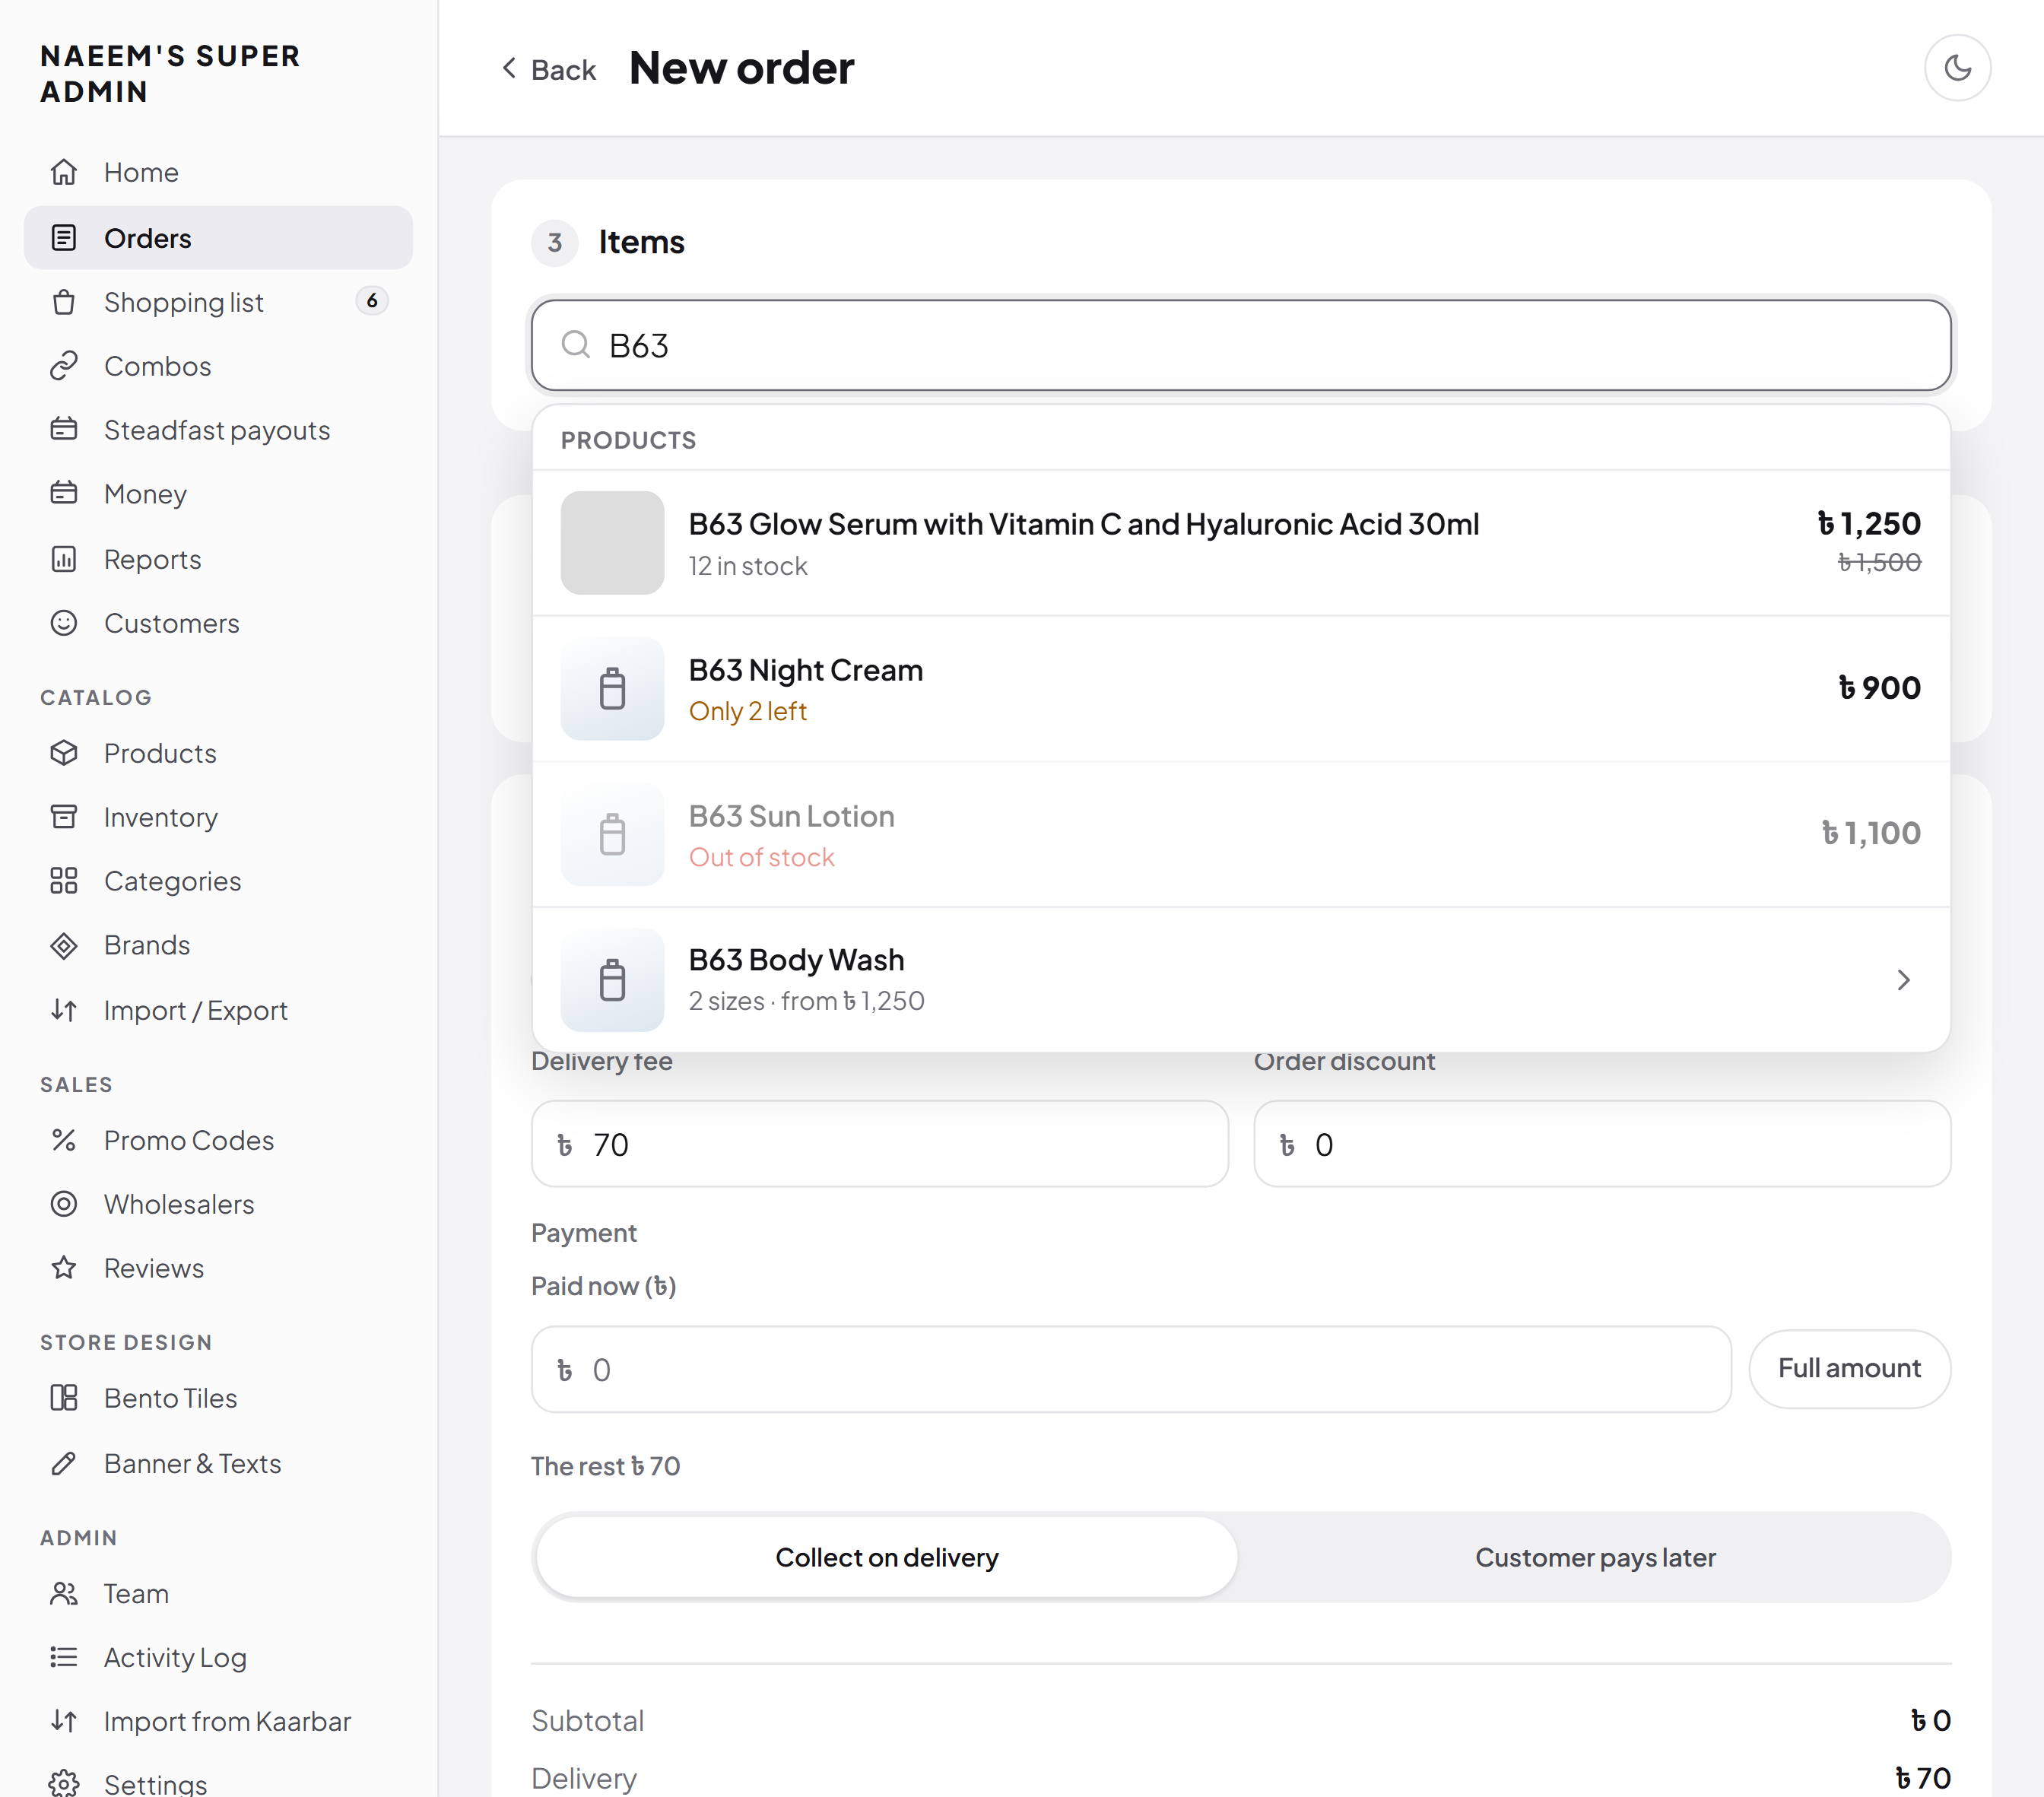 NAEEM'S SUPER
ADMIN
Home
Orders
Shopping list 6
Combos
Steadfast payouts
Money
Reports
Customers
CATALOG
Products
Inventory
Categories
Brands
Import / Export
SALES
Promo Codes
Wholesalers
Reviews
STORE DESIGN
Bento Tiles
Banner & Texts
ADMIN
Team
Activity Log
Import from Kaarbar
Settings
Back New order
3 Items
B63
PRODUCTS
B63 Glow Serum with Vitamin C and Hyaluronic Acid 30ml ৳ 1,250
12 in stock ৳ 1,500
B63 Night Cream ৳ 900
Only 2 left
B63 Sun Lotion ৳ 1,100
Out of stock
B63 Body Wash
2 sizes · from ৳ 1,250
Delivery fee Order discount
৳ 70 ৳ 0
Payment
Paid now (৳)
৳ 0 Full amount
The rest ৳ 70
Collect on delivery Customer pays later
Subtotal ৳ 0
Delivery ৳ 70